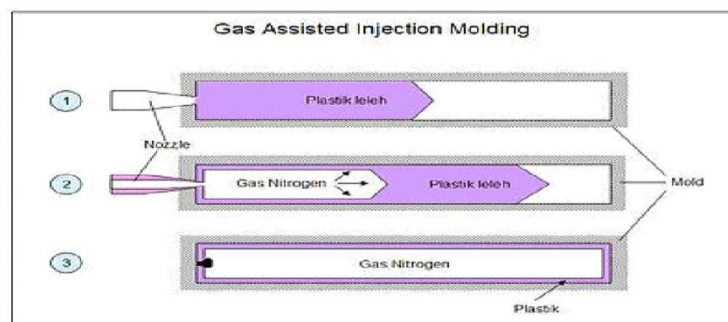 Gas Assisted Injection Molding
1
Plastik leleh
Nozzle
2
Gas Nitrogen
Plastik leleh
Mold
3
Gas Nitrogen
Plastik